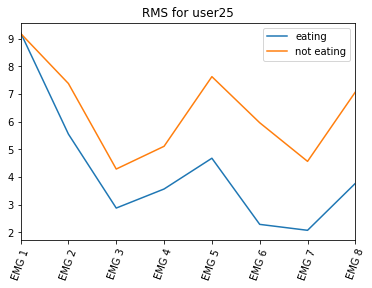 RMS for user25
eating
not eating
9
8
7
6
5
4
3
2
EMG 1
EMG 2
EMG 3
EMG 4
EMG 5
EMG 6
EMG 7
EMG 8